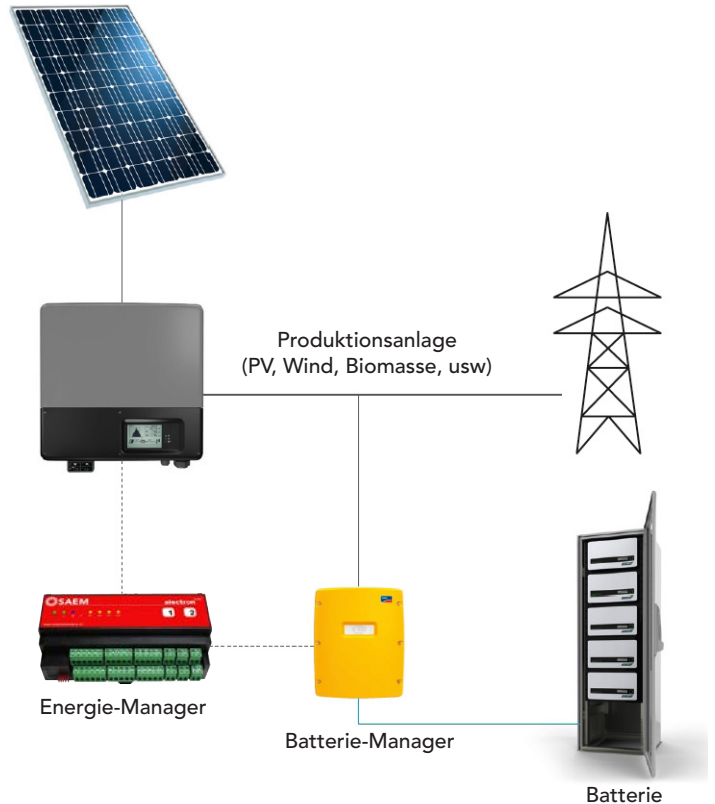 Produktionsanlage
(PV, Wind, Biomasse, usw)
SAEM
electron
1 2
Energie-Manager
Batterie-Manager
Batterie